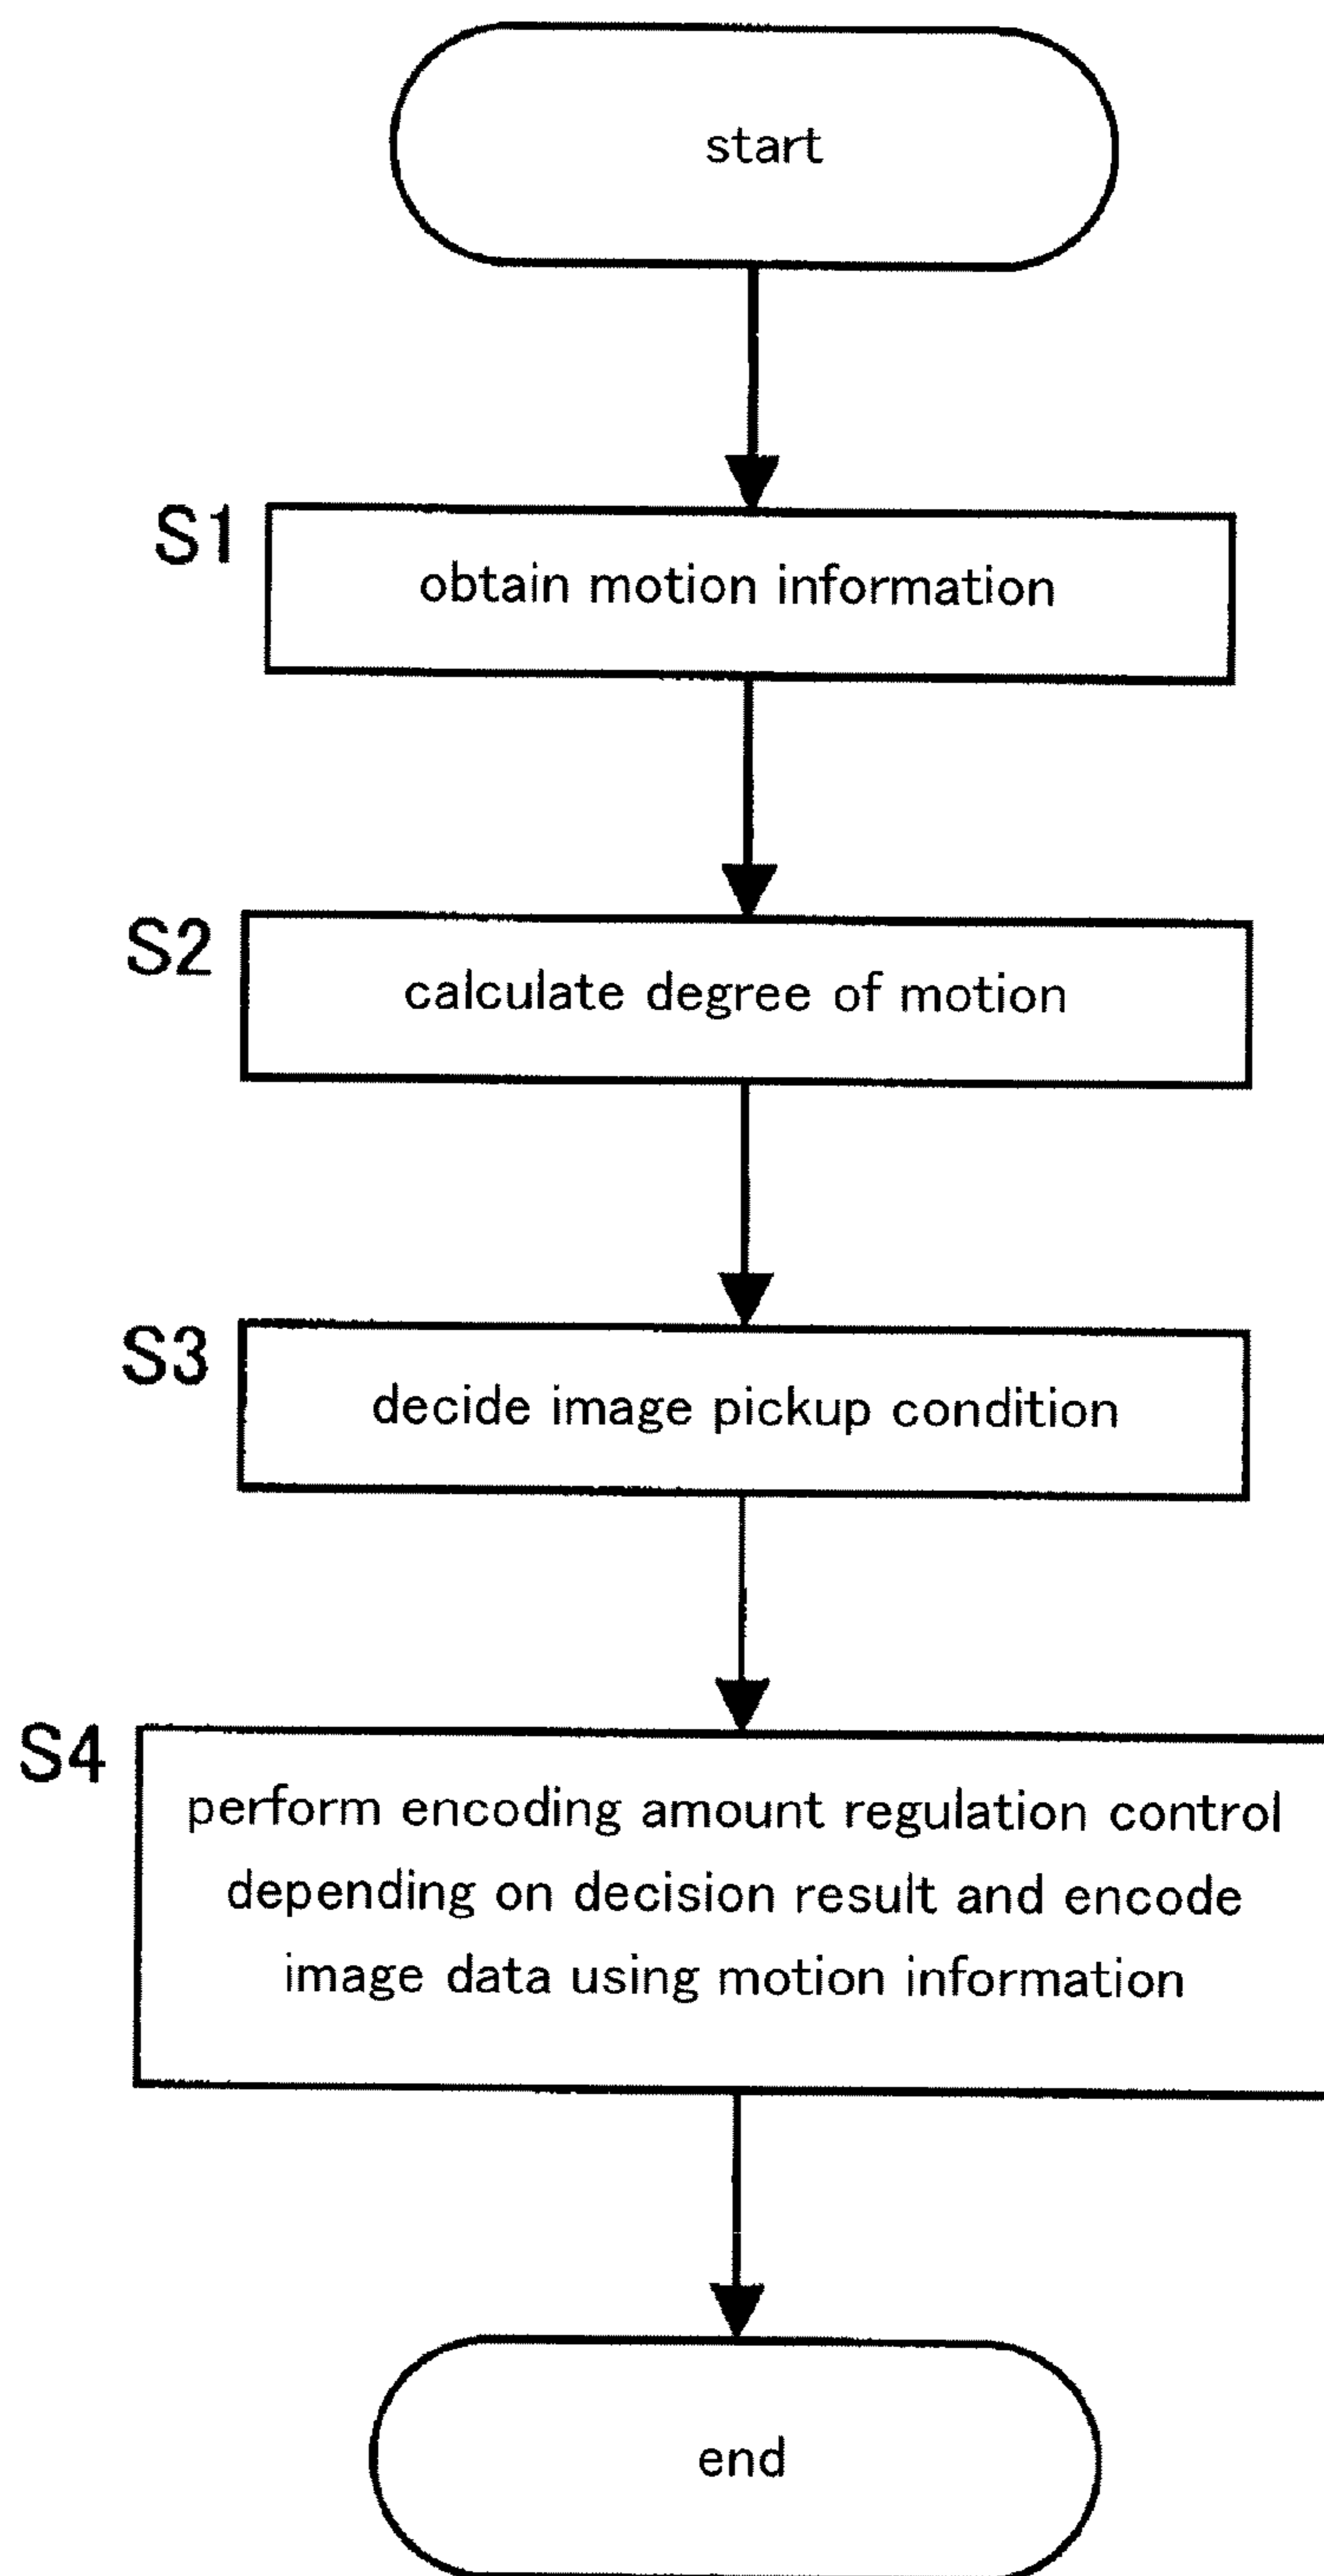 start
S1
obtain motion information
S2
calculate degree of motion
S3
decide image pickup condition
S4
perform encoding amount regulation control
depending on decision result and encode
image data using motion information
end